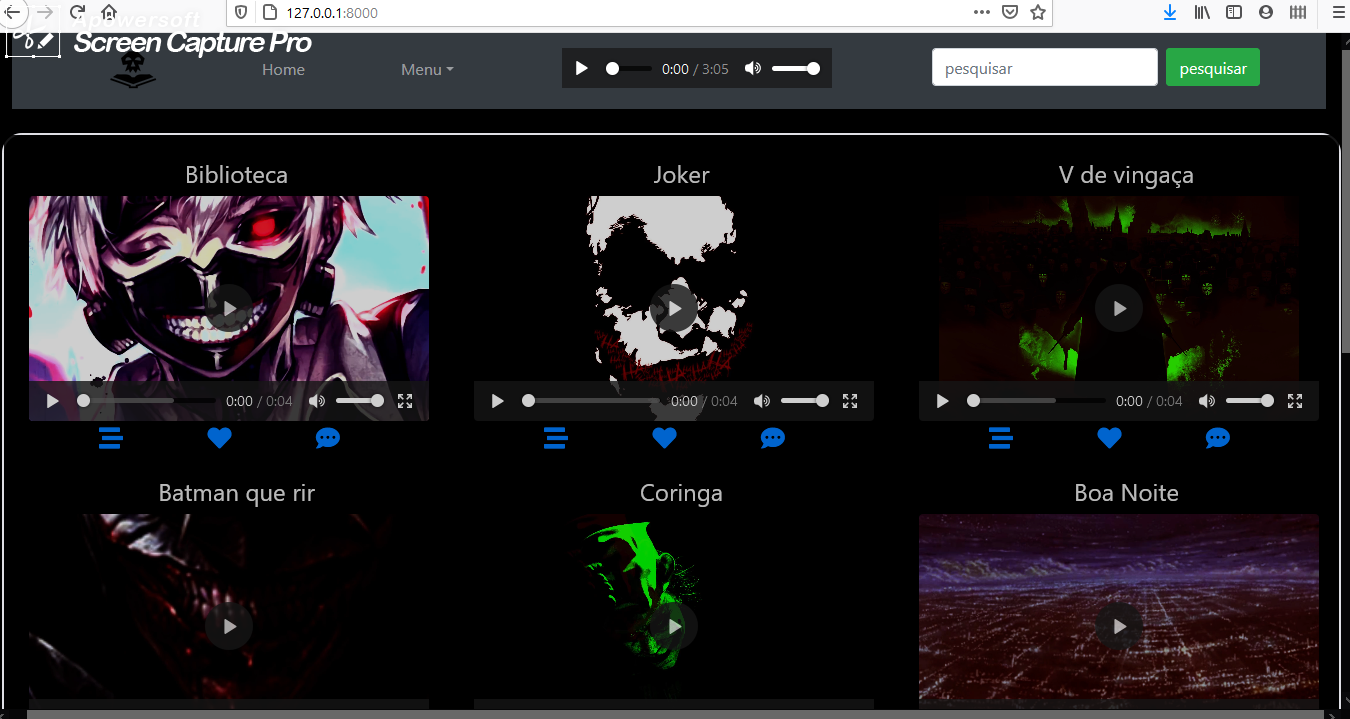 127.0.0.1:8000
Apowersoft
Screen Capture Pro
Home
Menu
0:00 / 3:05
pesquisar
pesquisar
Biblioteca
Joker
V de vingaça
0:00 / 0:04
0:00 / 0:04
0:00 / 0:04
Batman que rir
Coringa
Boa Noite